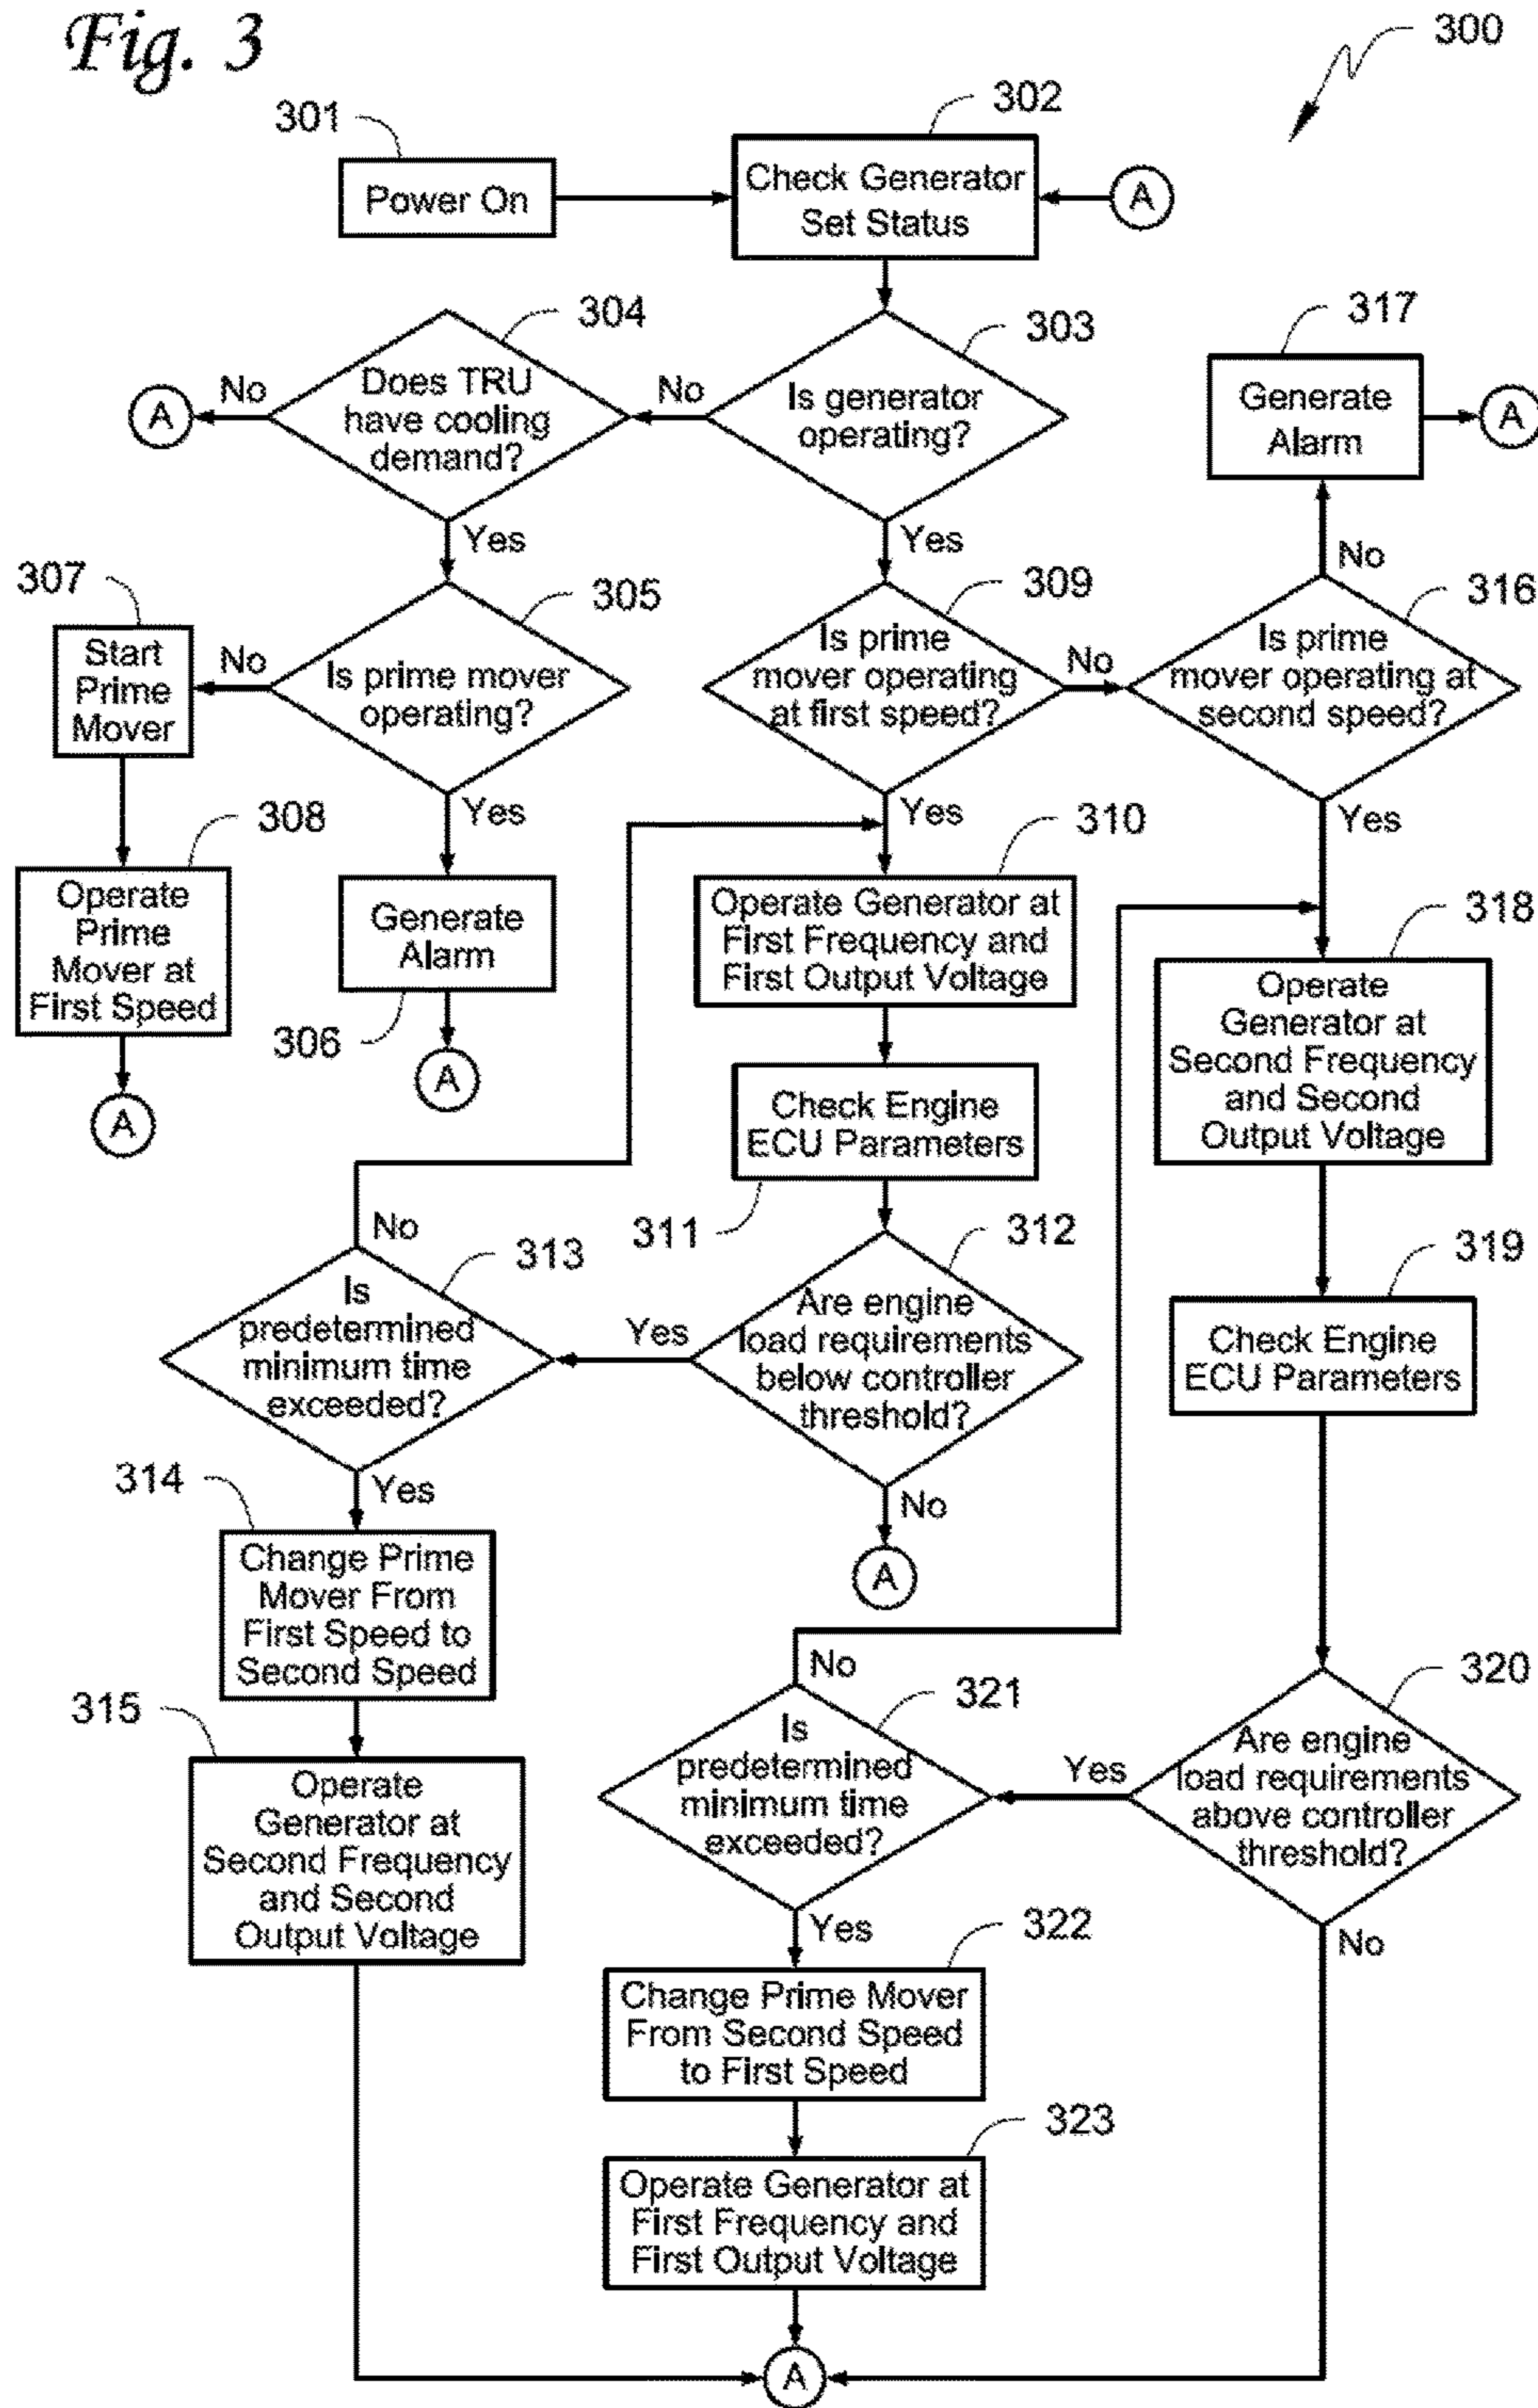 Fig. 3
300
301
Power On
302
Check Generator
Set Status
A
304
Does TRU
have cooling
demand?
No
A
Yes
303
Is generator
operating?
No
Yes
317
Generate
Alarm
A
No
307
Start
Prime
Mover
305
Is prime mover
operating?
No
Yes
309
Is prime
mover operating
at first speed?
No
Yes
316
Is prime
mover operating at
second speed?
Yes
308
Operate
Prime
Mover at
First Speed
A
Generate
Alarm
306
A
310
Operate Generator at
First Frequency and
First Output Voltage
318
Operate
Generator at
Second Frequency
and Second
Output Voltage
Check Engine
ECU Parameters
311
No
313
Is
predetermined
minimum time
exceeded?
Yes
Yes
312
Are engine
load requirements
below controller
threshold?
No
A
319
Check Engine
ECU Parameters
314
Change Prime
Mover From
First Speed to
Second Speed
315
Operate
Generator at
Second Frequency
and Second
Output Voltage
No
321
Is
predetermined
minimum time
exceeded?
Yes
Yes
320
Are engine
load requirements
above controller
threshold?
No
322
Change Prime Mover
From Second Speed
to First Speed
323
Operate Generator at
First Frequency and
First Output Voltage
A